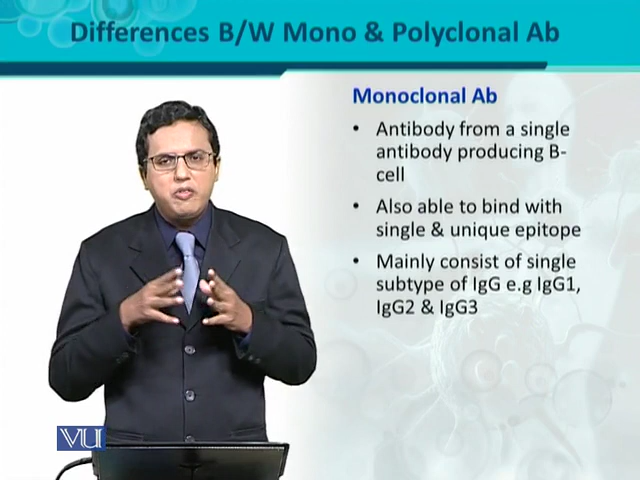 Differences B/W Mono & Polyclonal Ab
Monoclonal Ab
• Antibody from a single
antibody producing B-
cell
• Also able to bind with
single & unique epitope
• Mainly consist of single
subtype of IgG e.g IgG1,
IgG2 & IgG3
VU